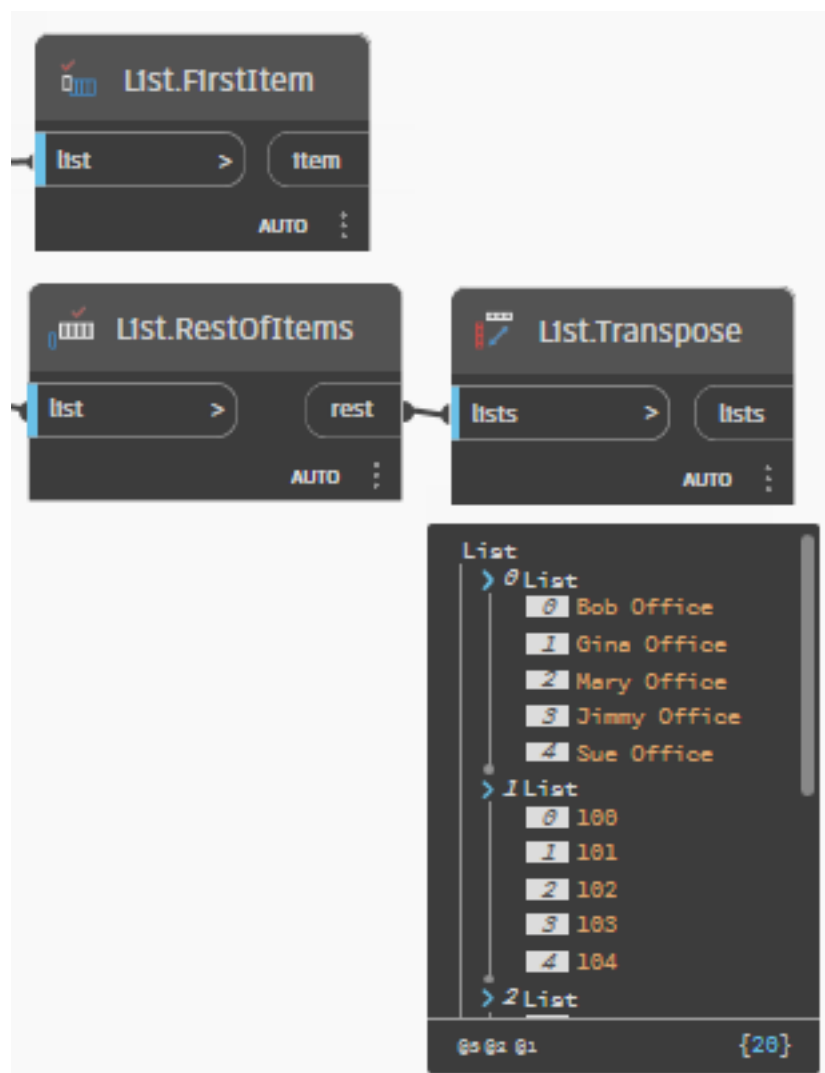 List.FirstItem
list > item
AUTO
List.RestOfItems
list > rest
AUTO
List.Transpose
lists > lists
AUTO
List
0 List
0 Bob Office
1 Gina Office
2 Mary Office
3 Jimmy Office
4 Sue Office
1 List
0 100
1 101
2 102
3 103
4 104
2 List
@3 @2 @1 {20}